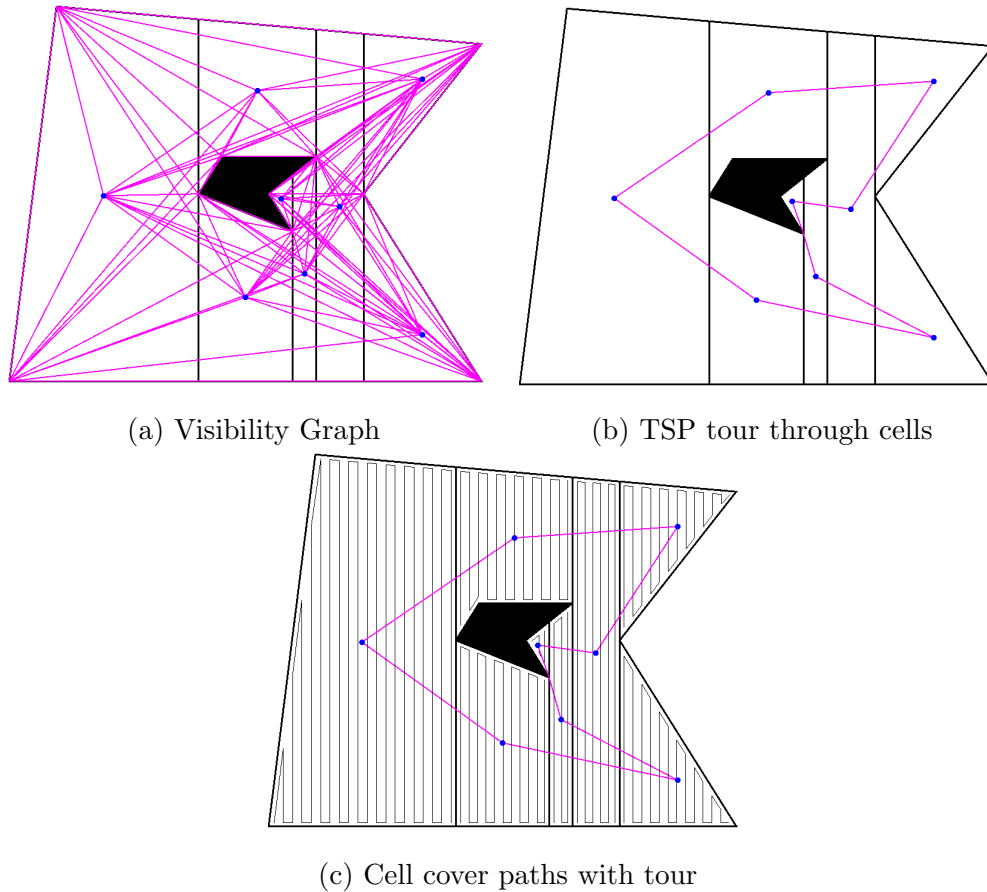 (a) Visibility Graph
(b) TSP tour through cells
(c) Cell cover paths with tour